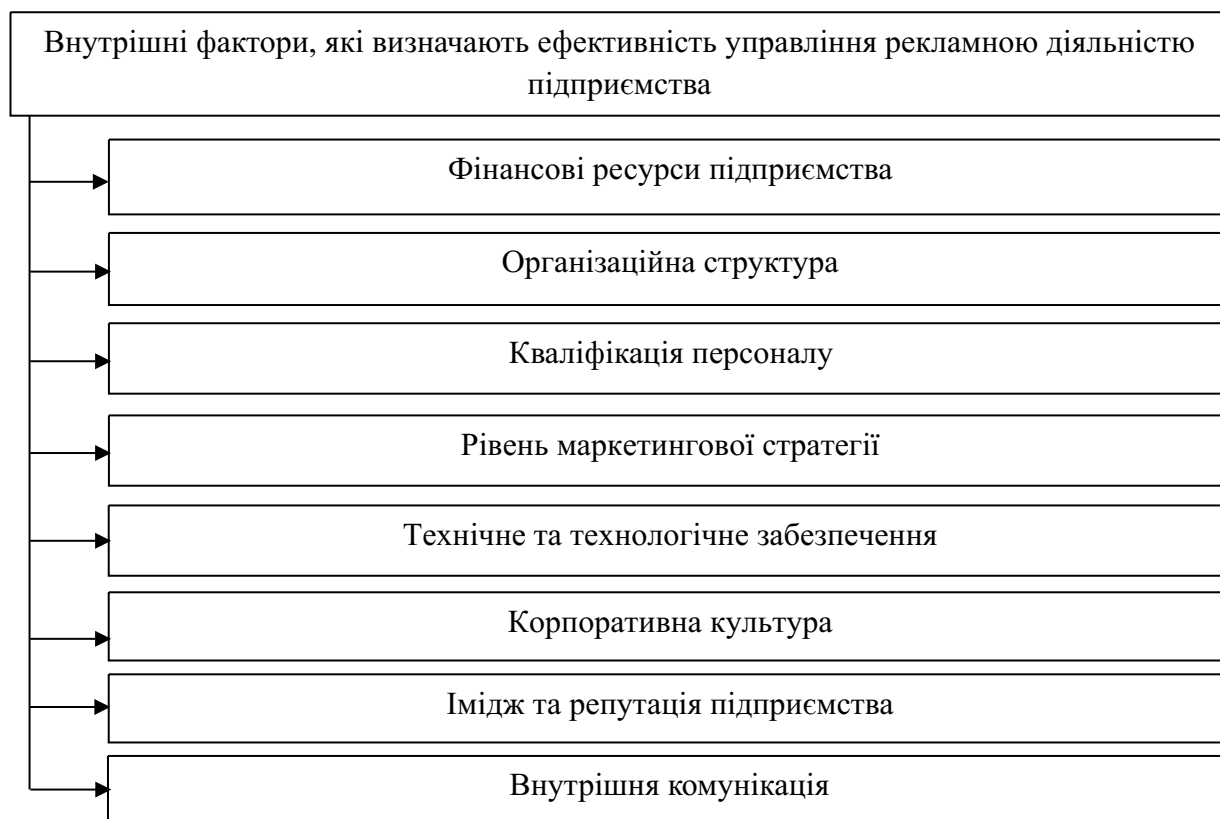 Внутрішні фактори, які визначають ефективність управління рекламною діяльністю
підприємства
Фінансові ресурси підприємства
Організаційна структура
Кваліфікація персоналу
Рівень маркетингової стратегії
Технічне та технологічне забезпечення
Корпоративна культура
Імідж та репутація підприємства
Внутрішня комунікація